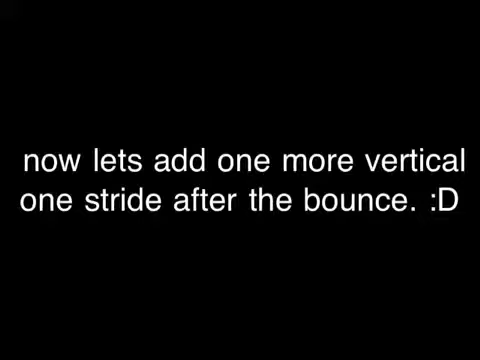 now lets add one more vertical
one stride after the bounce. :D